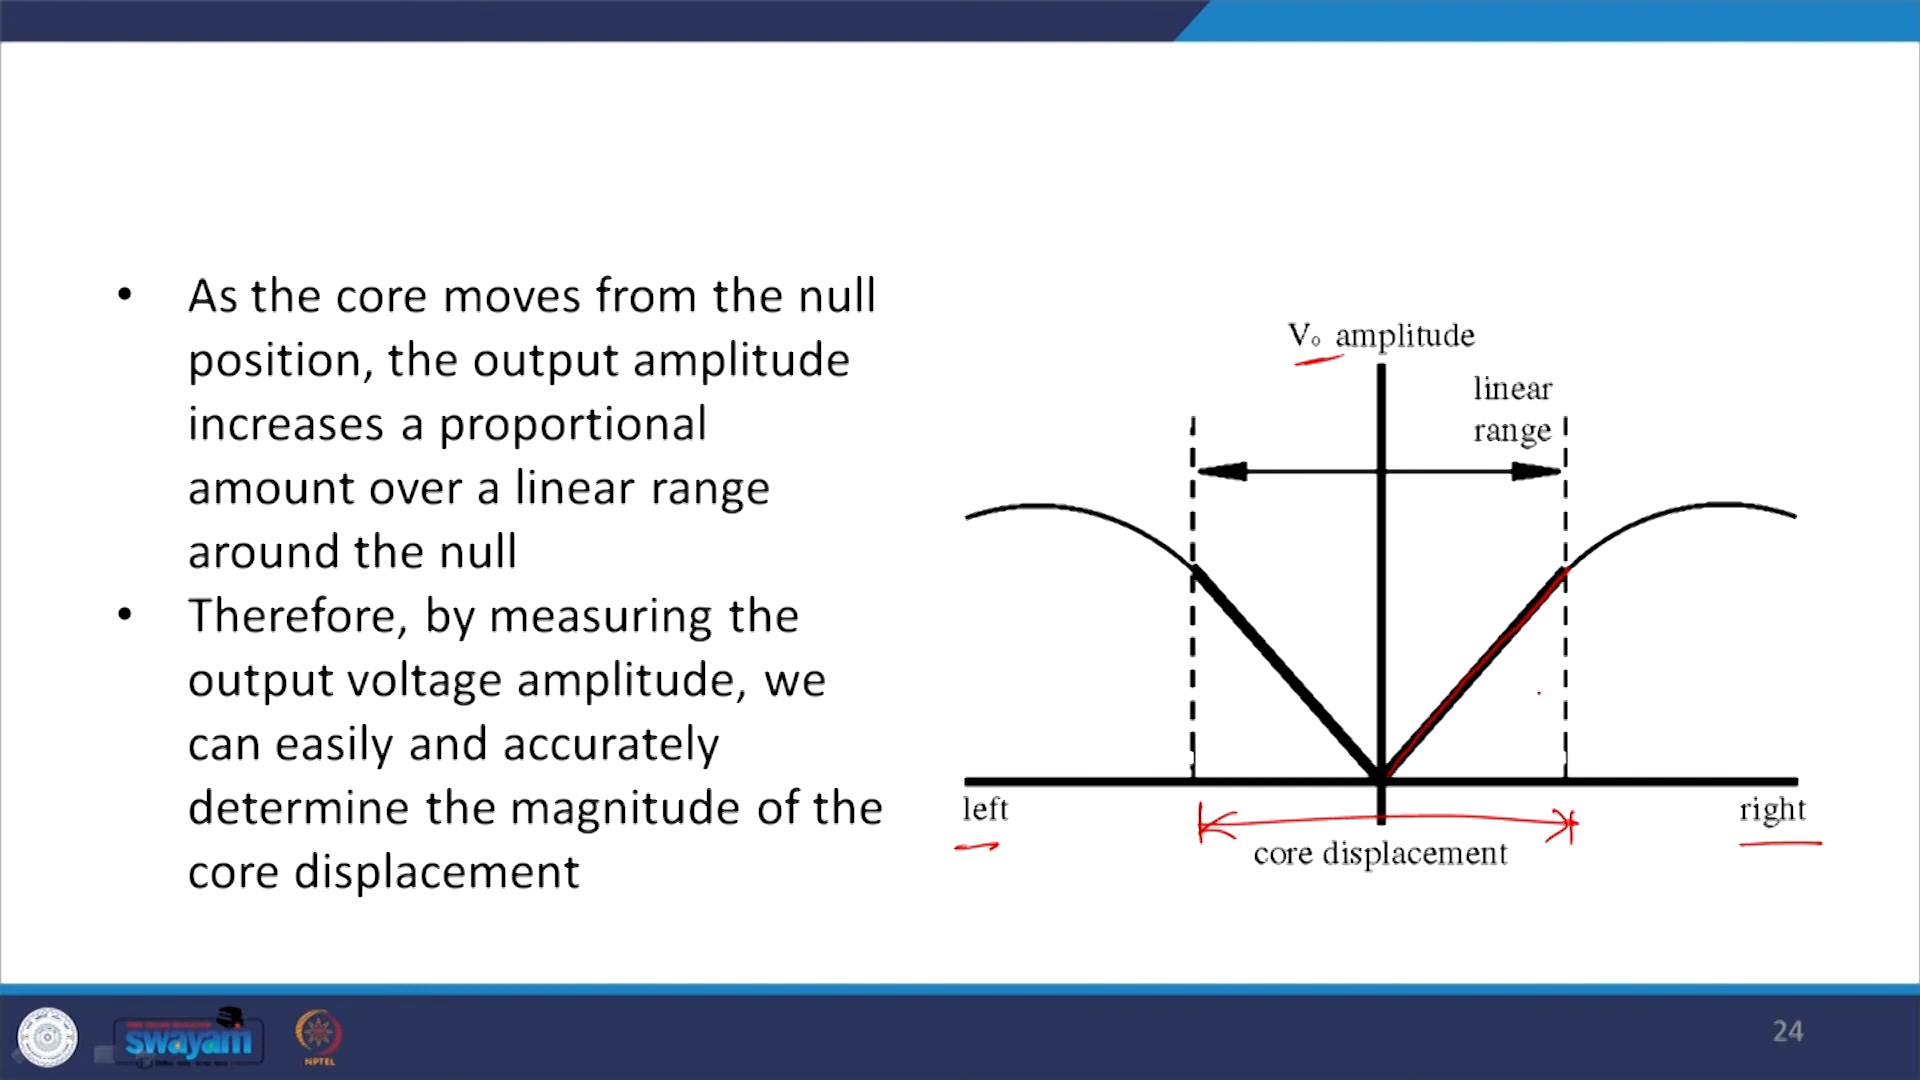 • As the core moves from the null
position, the output amplitude
increases a proportional
amount over a linear range
around the null
• Therefore, by measuring the
output voltage amplitude, we
can easily and accurately
determine the magnitude of the
core displacement
Vo amplitude
linear
range
left
right
core displacement
swayam
NPTEL
24